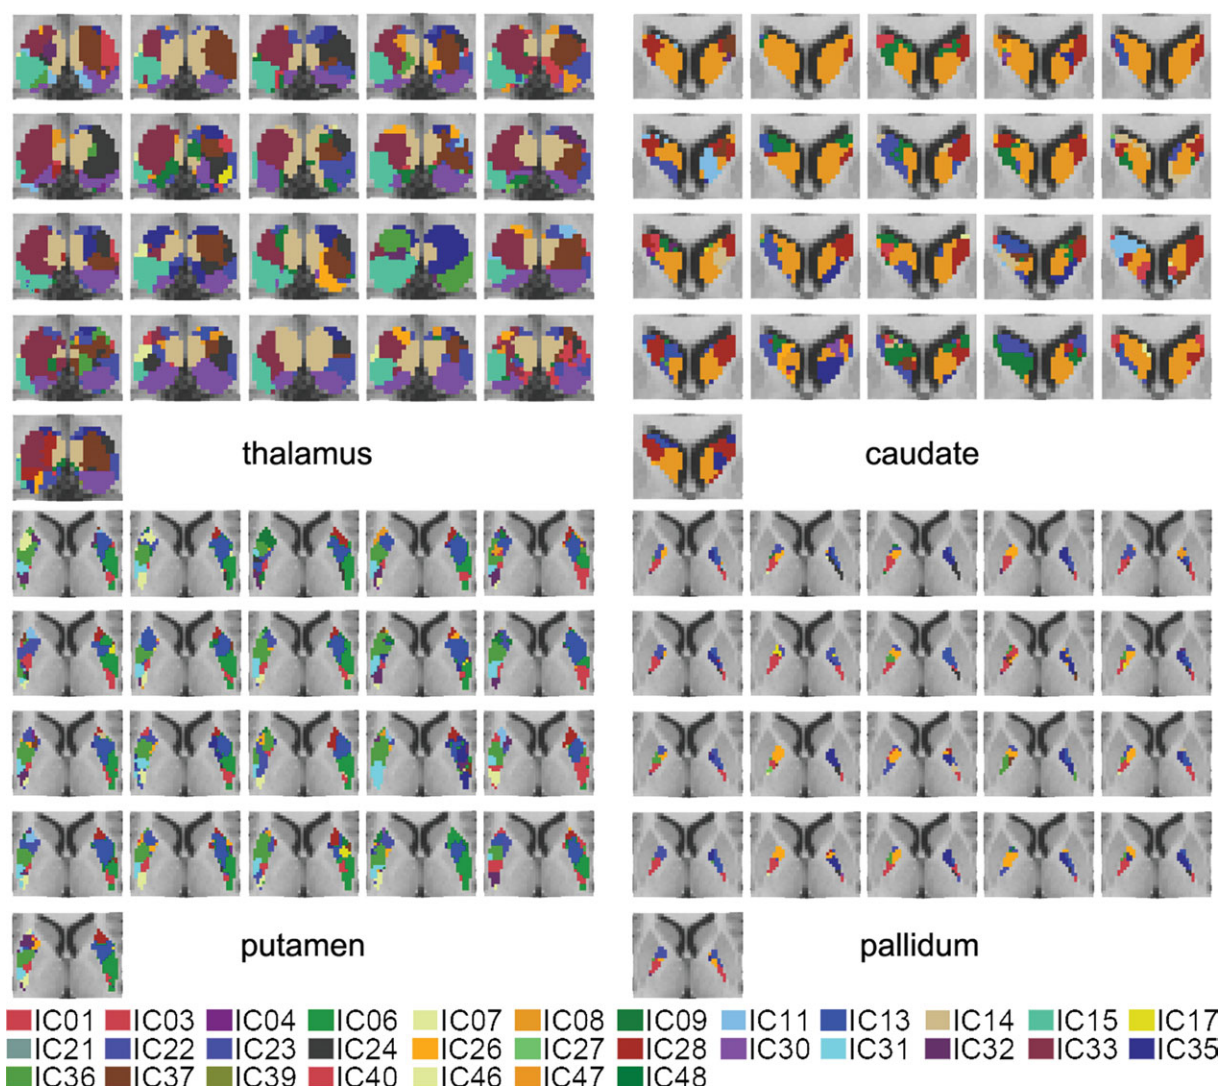 thalamus caudate
putamen pallidum
IC01 IC03 IC04 IC06 IC07 IC08 IC09 IC11 IC13 IC14 IC15 IC17
IC21 IC22 IC23 IC24 IC26 IC27 IC28 IC30 IC31 IC32 IC33 IC35
IC36 IC37 IC39 IC40 IC46 IC47 IC48